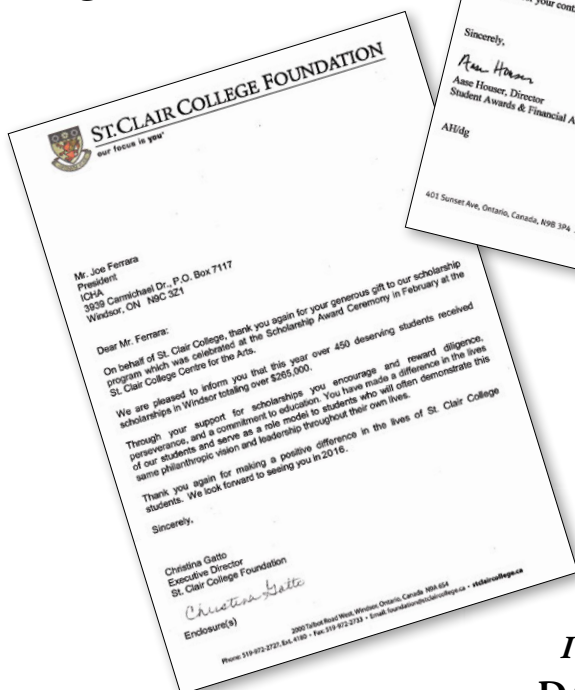 ST. CLAIR COLLEGE FOUNDATION
our focus is you
Mr. Joe Ferrara
President
ICHA
3939 Carmichael Dr., P.O. Box 7117
Windsor, ON N9C 3Z1
Dear Mr. Ferrara:
On behalf of St. Clair College, thank you again for your generous gift to our scholarship
program which was celebrated at the Scholarship Award Ceremony in February at the
St. Clair College Centre for the Arts.
We are pleased to inform you that this year over 450 deserving students received
scholarships in Windsor totaling over $265,000.
Through your support for scholarships you encourage and reward diligence,
perseverance, and a commitment to education. You have made a difference in the lives
of our students and serve as a role model to students who will often demonstrate this
same philanthropic vision and leadership throughout their own lives.
Thank you again for making a positive difference in the lives of St. Clair College
students. We look forward to seeing you in 2016.
Sincerely,
Christina Gatto
Executive Director
St. Clair College Foundation
Christina Gatto
Enclosure(s)
2000 Talbot Road West, Windsor, Ontario, Canada N9A 6S4
Phone: 519-972-2727, Ext. 4180 • Fax: 519-972-2733 • Email: foundation@stclaircollege.ca • stclaircollege.ca
your cont
Sincerely,
Aase Houser
Aase Houser, Director
Student Awards & Financial A
AH/dg
401 Sunset Ave, Ontario, Canada, N9B 3P4